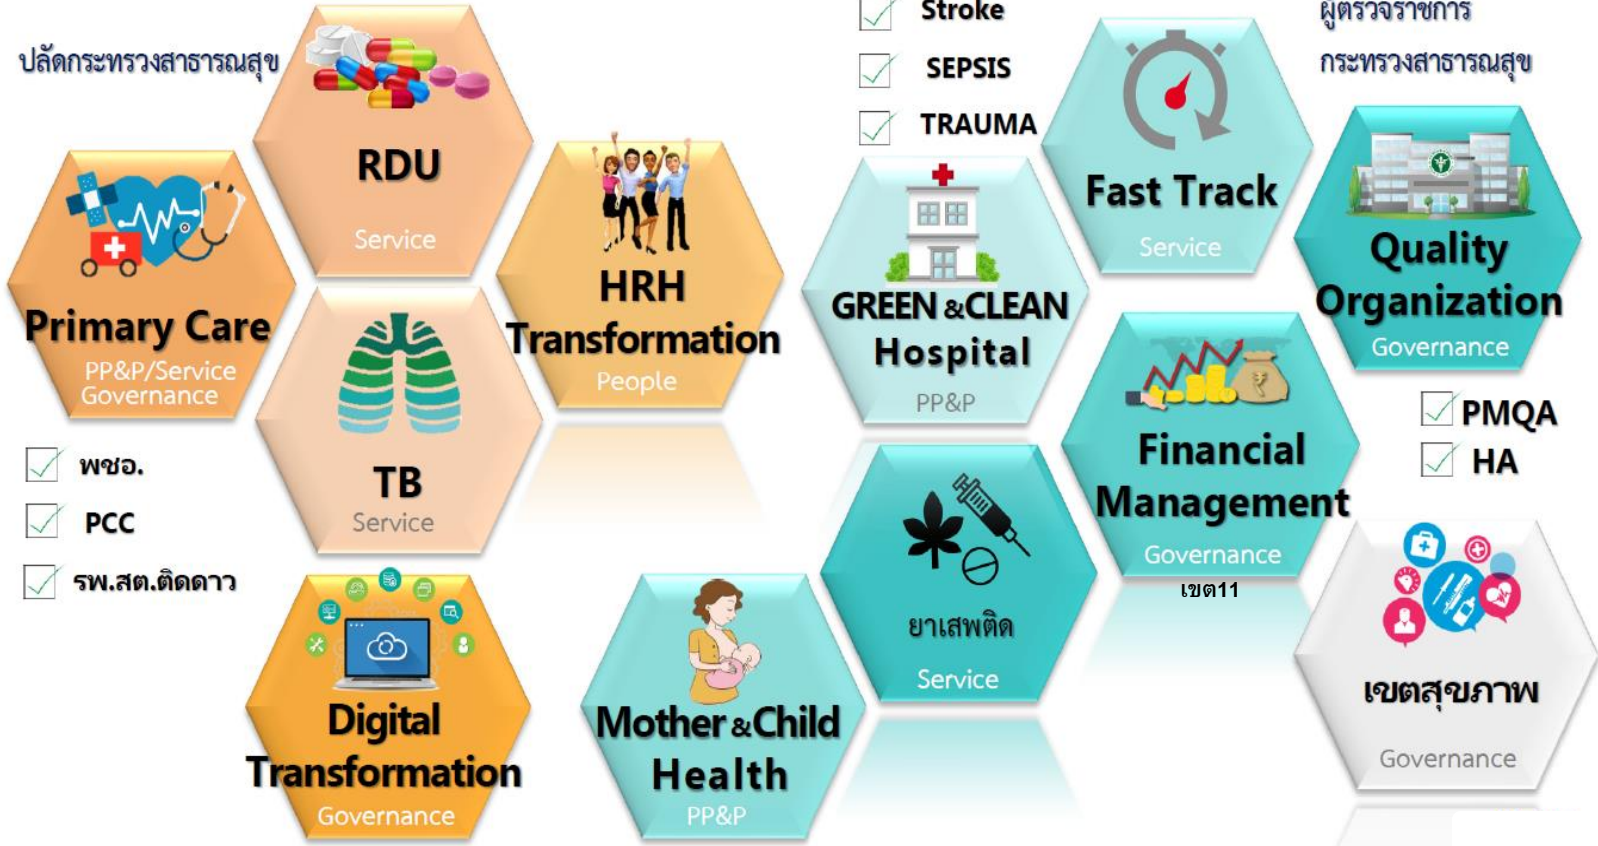 ปลัดกระทรวงสาธารณสุข
RDU
Service
Primary Care
PP&P/Service
Governance
HRH
Transformation
People
TB
Service
พชอ.
PCC
รพ.สต.ติดดาว
Digital
Transformation
Governance
Stroke
SEPSIS
TRAUMA
ผู้ตรวจราชการ
กระทรวงสาธารณสุข
Fast Track
Service
GREEN &CLEAN
Hospital
PP&P
Quality
Organization
Governance
PMQA
HA
Financial
Management
Governance
เขต11
ยาเสพติด
Service
Mother &Child
Health
PP&P
เขตสุขภาพ
Governance